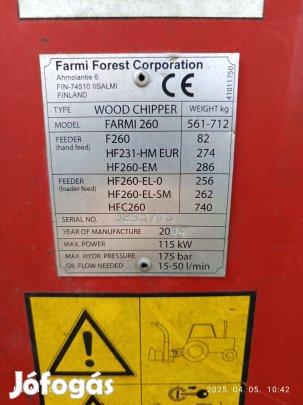 Farmi Forest Corporation
Ahmolantie 6
FIN-74510 IISALMI
FINLAND
CE
41011750
TYPE WOOD CHIPPER WEIGHT kg
MODEL FARMI 260 561-712
FEEDER F260 82
(hand feed) HF231-HM EUR 274
HF260-EM 286
FEEDER HF260-EL-0 256
(loader feed) HF260-EL-SM 262
HFC260 740
SERIAL NO.
YEAR OF MANUFACTURE 2014
MAX. POWER 115 kW
MAX. HYDR. PRESSURE 175 bar
OIL FLOW NEEDED 15-50 l/min
2025. 04. 05. 10:42
Jófogás